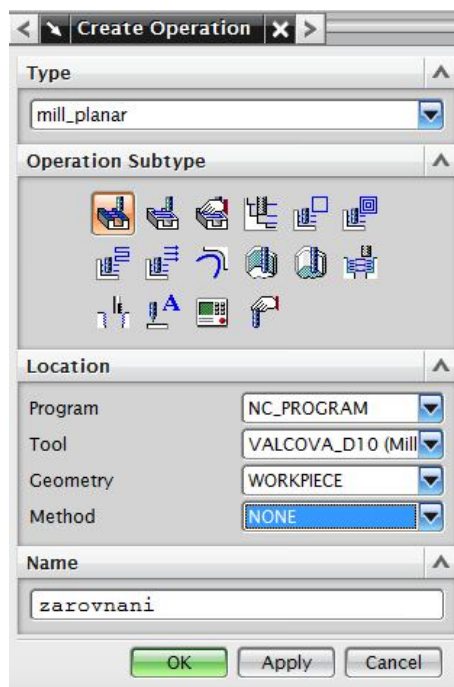 Create Operation
Type
mill_planar
Operation Subtype
A
Location
Program NC_PROGRAM
Tool VALCOVA_D10 (Mill
Geometry WORKPIECE
Method NONE
Name
zarovnani
OK Apply Cancel